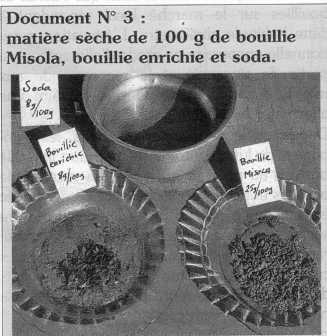 Document N° 3 :
matière sèche de 100 g de bouillie
Misola, bouillie enrichie et soda.
Soda
8g/100g
Bouillie
enrichie
8g/100g
Bouillie
Misola
25g/100g